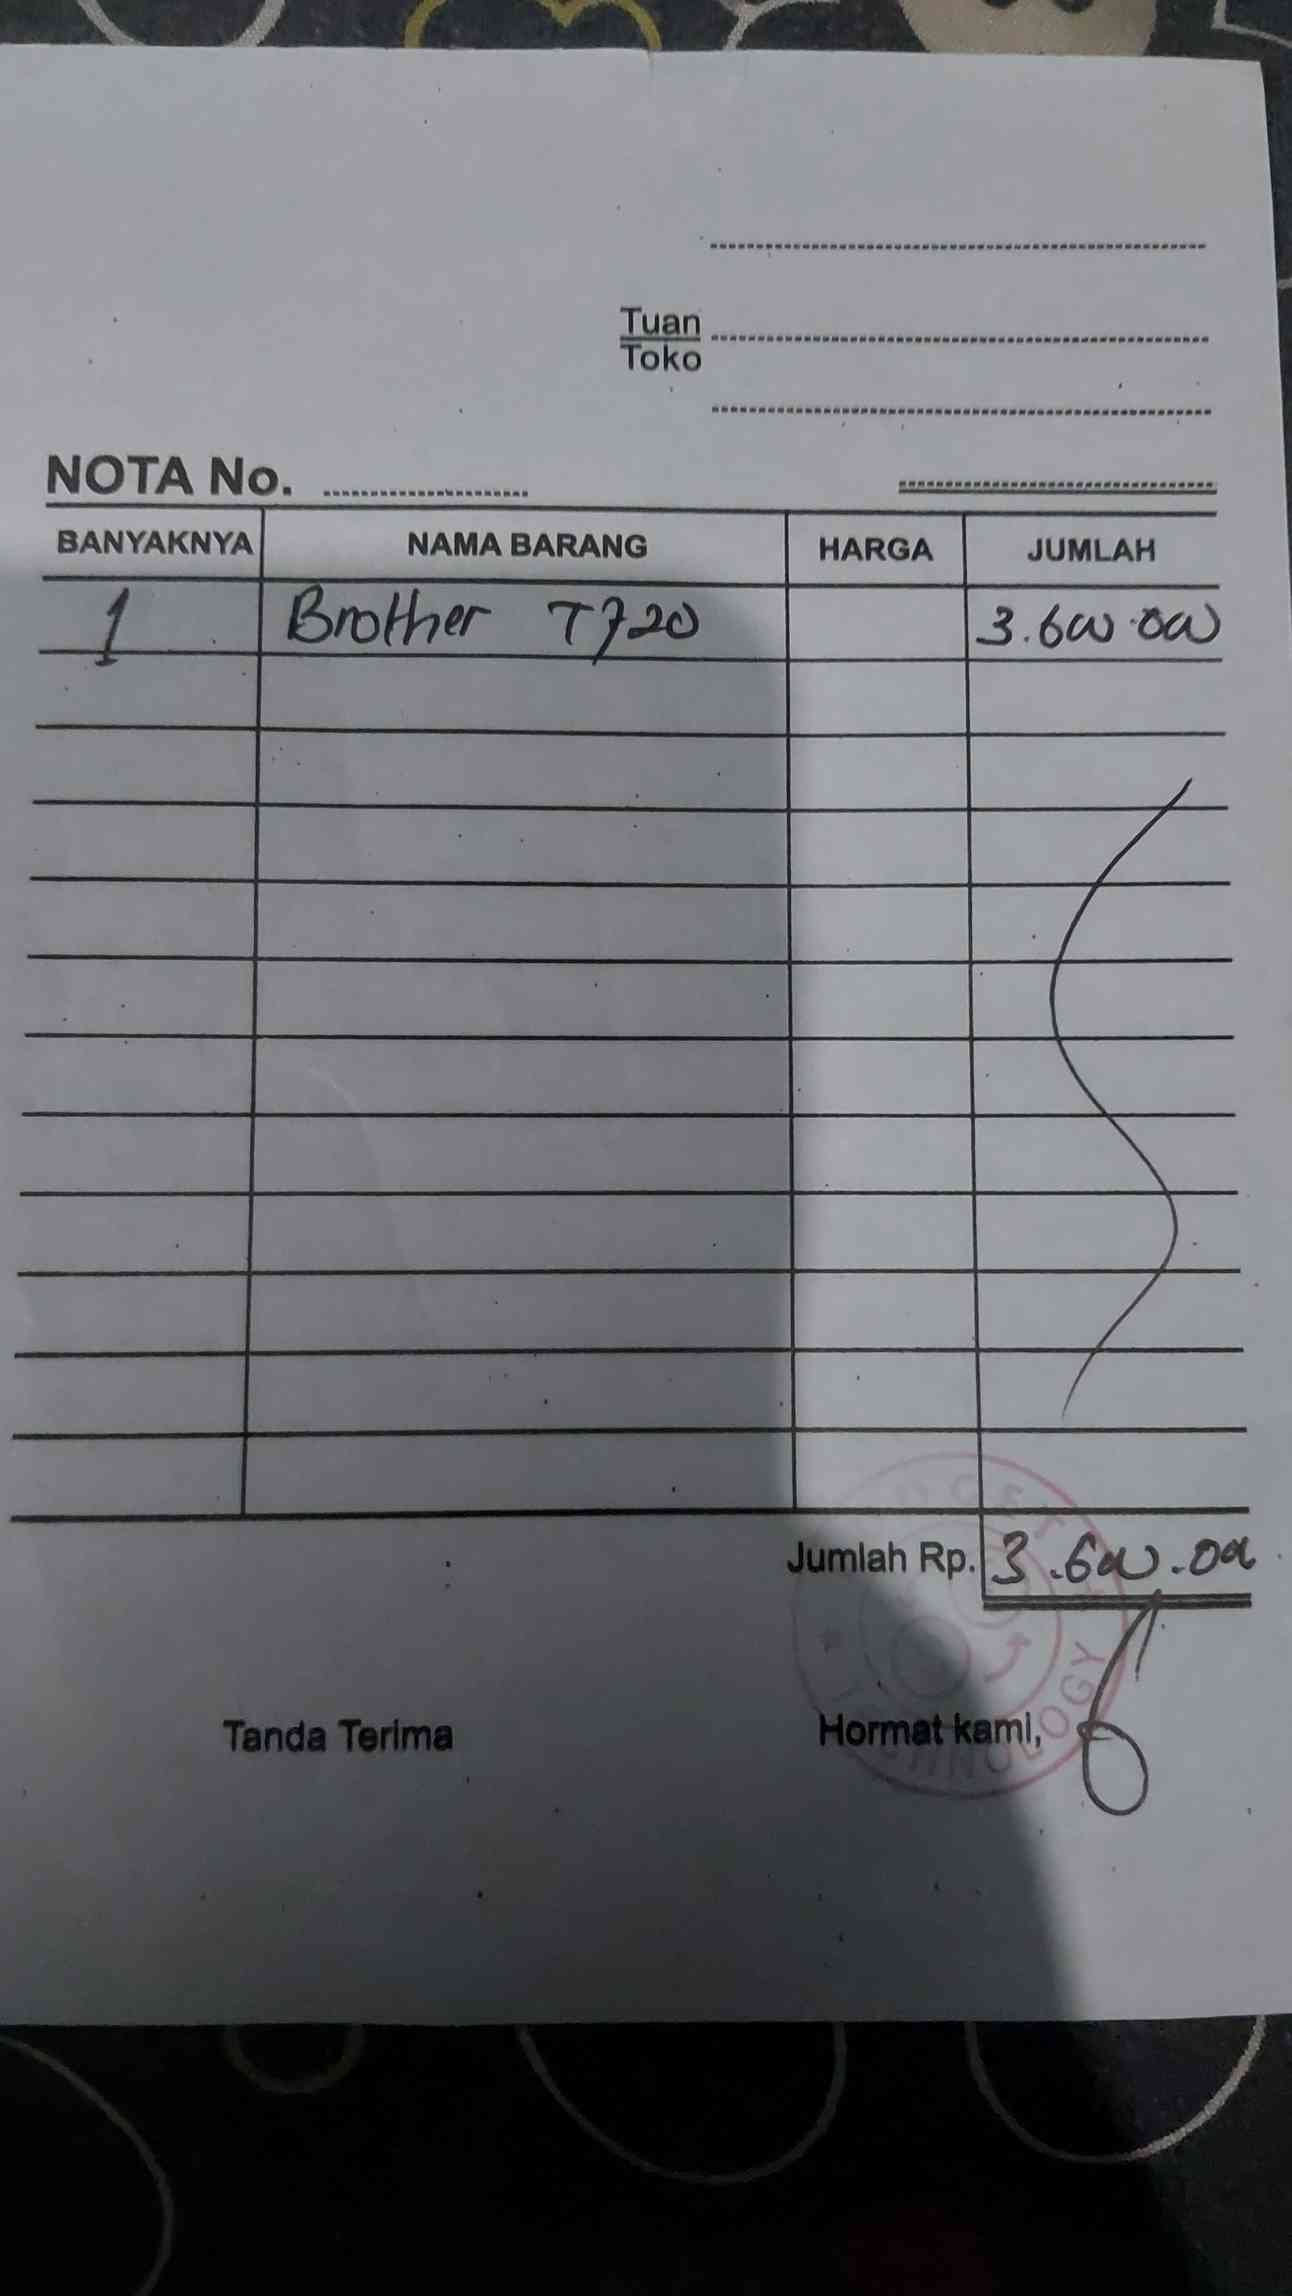 Tuan
Toko
NOTA No.
BANYAKNYA NAMA BARANG HARGA JUMLAH
1 Brother T720 3.600.000
Jumlah Rp. 3.600.000
Tanda Terima Hormat kami,
TECHNOLOGY